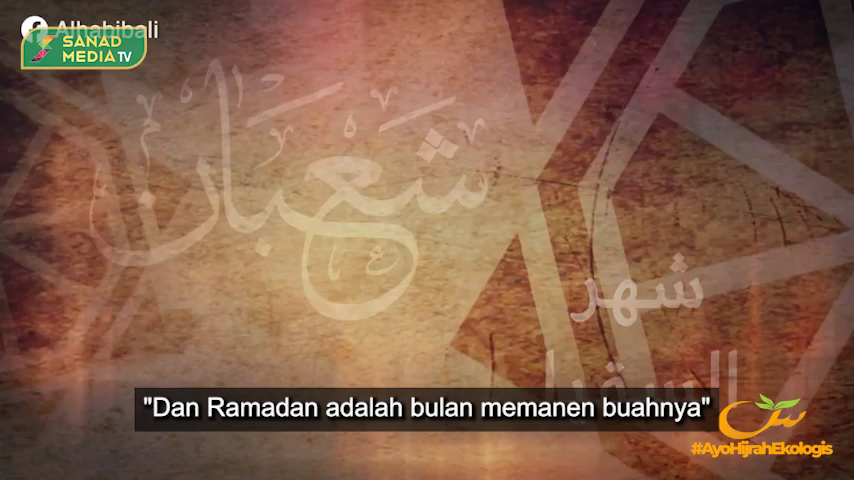 Alhabibali
SANAD
MEDIA TV
شعبان
شهر
"Dan Ramadan adalah bulan memanen buahnya"
#AyoHijrahEkologis